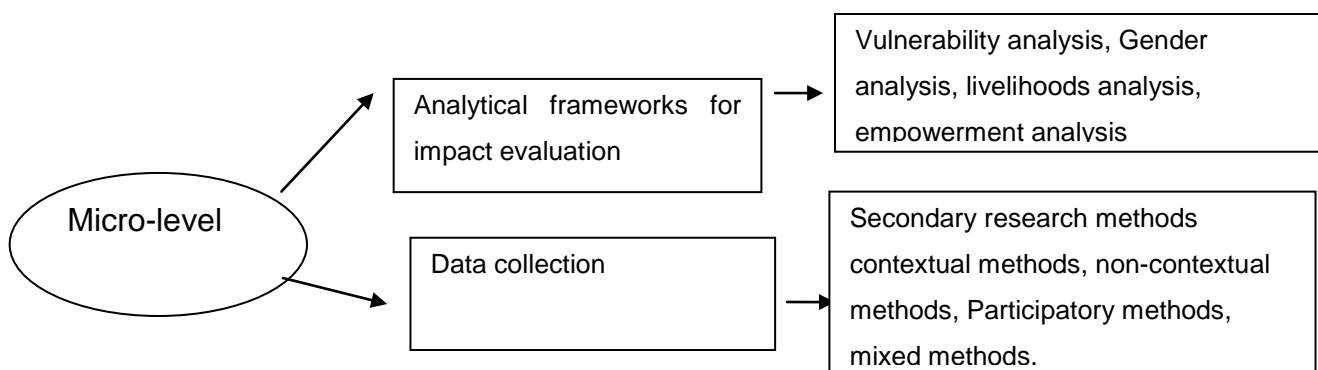 Micro-level
Analytical frameworks for
impact evaluation
Vulnerability analysis, Gender
analysis, livelihoods analysis,
empowerment analysis
Data collection
Secondary research methods
contextual methods, non-contextual
methods, Participatory methods,
mixed methods.